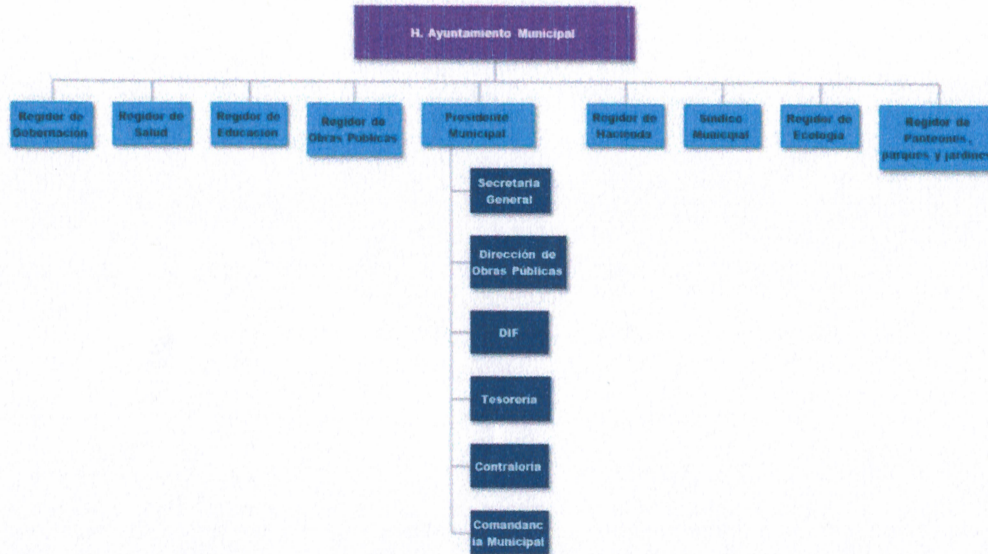 H. Ayuntamiento Municipal
Regidor de
Gobernación
Regidor de
Salud
Regidor de
Educación
Regidor de
Obras Públicas
Presidente
Municipal
Regidor de
Hacienda
Síndico
Municipal
Regidor de
Ecología
Regidor de
Panteones,
parques y jardines
Secretaría
General
Dirección de
Obras Públicas
DIF
Tesorería
Contraloría
Comandanc
ia Municipal